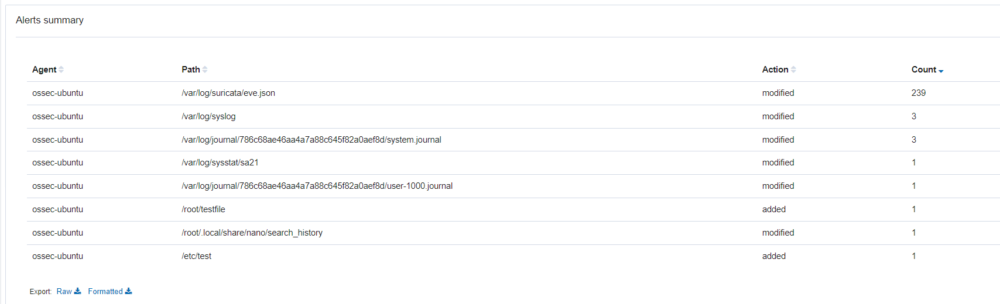 Alerts summary
Agent Path Action Count
ossec-ubuntu /var/log/suricata/eve.json modified 239
ossec-ubuntu /var/log/syslog modified 3
ossec-ubuntu /var/log/journal/786c68ae46aa4a7a88c645f82a0aef8d/system.journal modified 3
ossec-ubuntu /var/log/sysstat/sa21 modified 1
ossec-ubuntu /var/log/journal/786c68ae46aa4a7a88c645f82a0aef8d/user-1000.journal modified 1
ossec-ubuntu /root/testfile added 1
ossec-ubuntu /root/.local/share/nano/search_history modified 1
ossec-ubuntu /etc/test added 1
Export: Raw Formatted